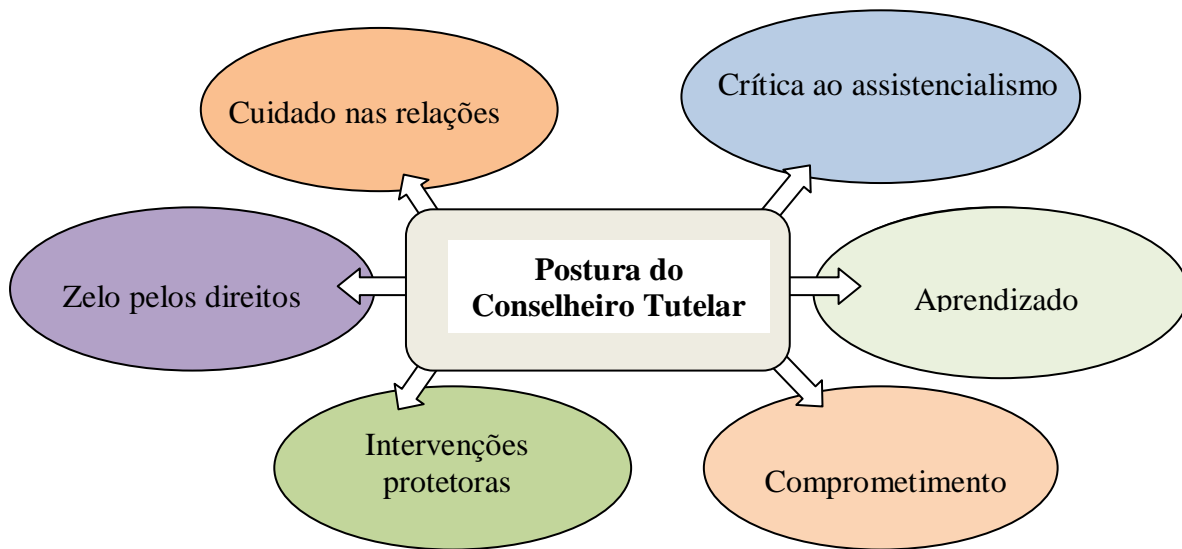 Cuidado nas relações
Crítica ao assistencialismo
Zelo pelos direitos
Postura do
Conselheiro Tutelar
Aprendizado
Intervenções
protetoras
Comprometimento